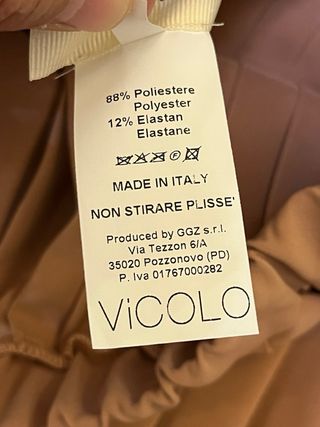 88% Poliestere
Polyester
12% Elastan
Elastane
MADE IN ITALY
NON STIRARE PLISSE'
Produced by GGZ s.r.l.
Via Tezzon 6/A
35020 Pozzonovo (PD)
P. Iva 01767000282
ViCOLO